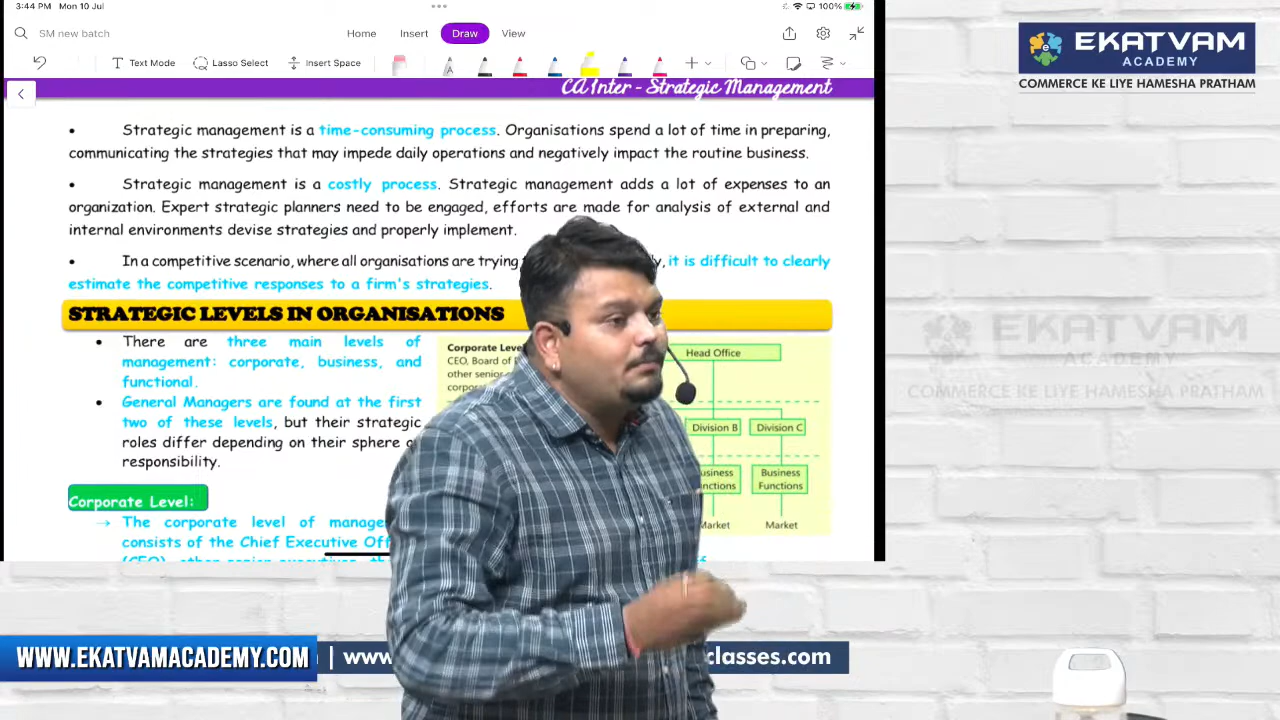 3:44 PM Mon 10 Jul
100%
SM new batch
Home Insert Draw View
Text Mode Lasso Select Insert Space
CA Inter - Strategic Management
EKATVAM
ACADEMY
COMMERCE KE LIYE HAMESHA PRATHAM
• Strategic management is a time-consuming process. Organisations spend a lot of time in preparing,
communicating the strategies that may impede daily operations and negatively impact the routine business.
• Strategic management is a costly process. Strategic management adds a lot of expenses to an
organization. Expert strategic planners need to be engaged, efforts are made for analysis of external and
internal environments devise strategies and properly implement.
• In a competitive scenario, where all organisations are trying it is difficult to clearly
estimate the competitive responses to a firm's strategies.
STRATEGIC LEVELS IN ORGANISATIONS
• There are three main levels of
management: corporate, business, and
functional.
• General Managers are found at the first
two of these levels, but their strategic
roles differ depending on their sphere
responsibility.
Corporate Level:
→ The corporate level of
consists of the Chief Executive
Corporate
CEO, Board of
other senior
Head Office
Division B Division C
Business
Functions
Functions
Market Market
EKATVAM
ACADEMY
COMMERCE KE LIYE HAMESHA PRATHAM
WWW.EKATVAMACADEMY.COM
| www. classes.com